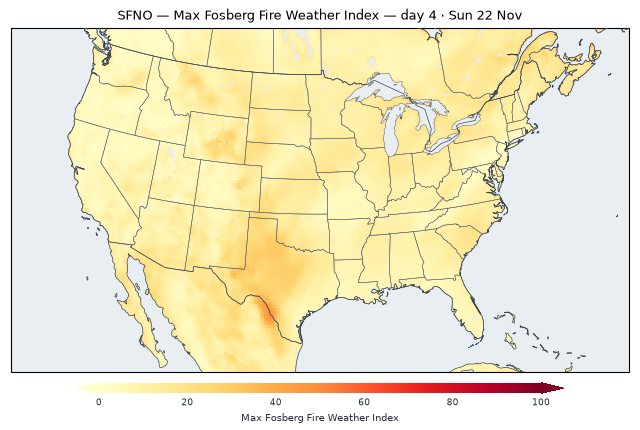 SFNO — Max Fosberg Fire Weather Index — day 4 · Sun 22 Nov
0 20 40 60 80 100
Max Fosberg Fire Weather Index